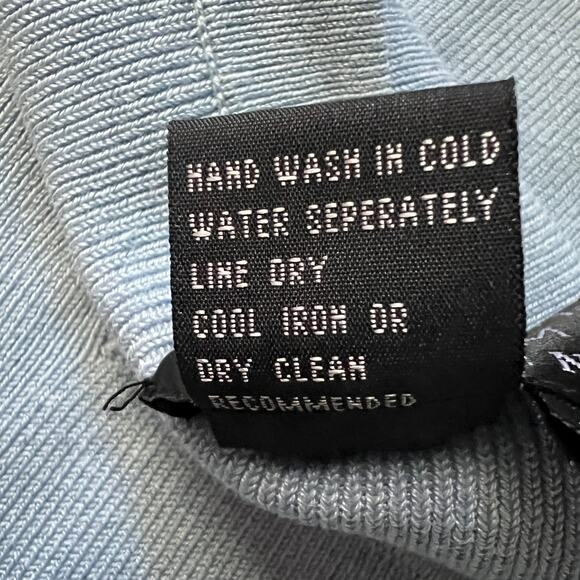 HAND WASH IN COLD
WATER SEPERATELY
LINE DRY
COOL IRON OR
DRY CLEAN
RECOMMENDED